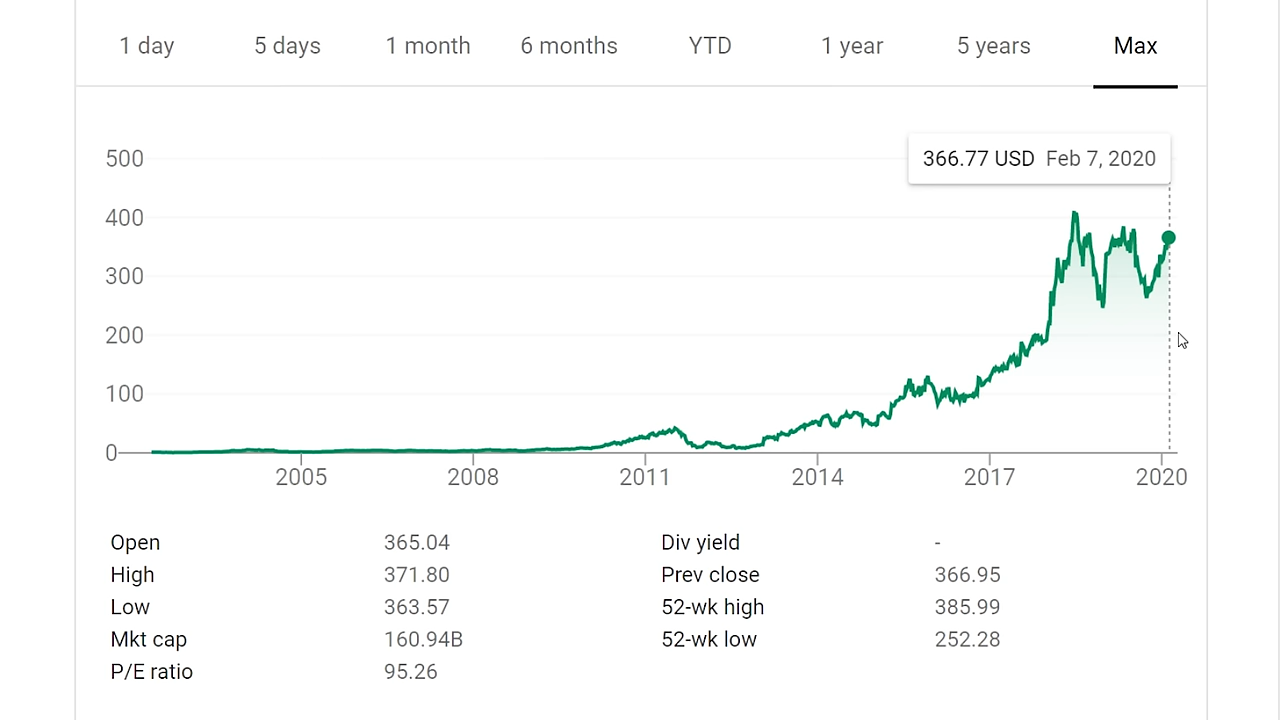 1 day 5 days 1 month 6 months YTD 1 year 5 years Max
500
366.77 USD Feb 7, 2020
400
300
200
100
0
2005 2008 2011 2014 2017 2020
Open 365.04 Div yield -
High 371.80 Prev close 366.95
Low 363.57 52-wk high 385.99
Mkt cap 160.94B 52-wk low 252.28
P/E ratio 95.26